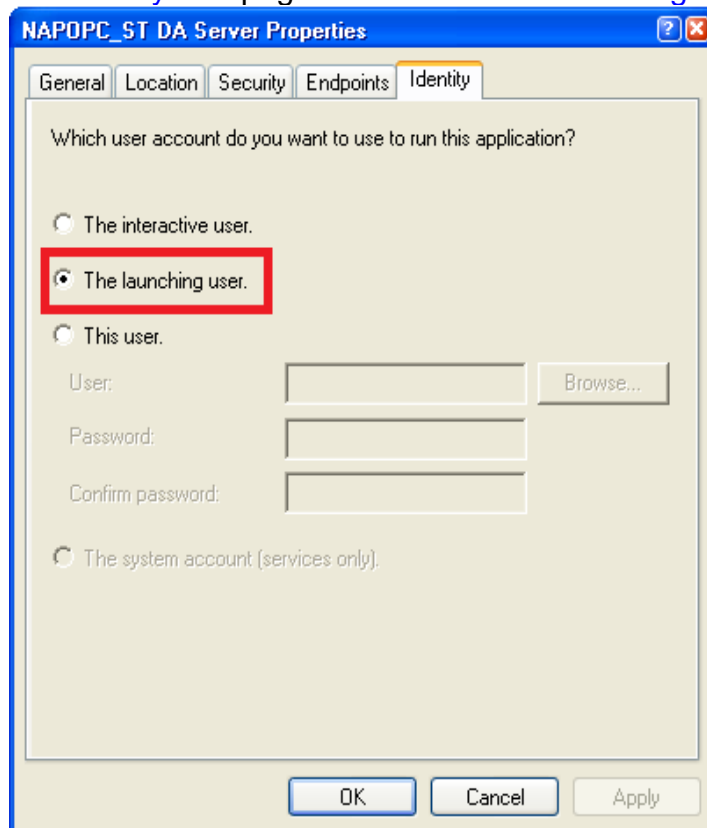 NAPOPC_ST DA Server Properties
General Location Security Endpoints Identity
Which user account do you want to use to run this application?
The interactive user.
The launching user.
This user.
User:
Browse...
Password:
Confirm password:
The system account (services only).
OK Cancel Apply